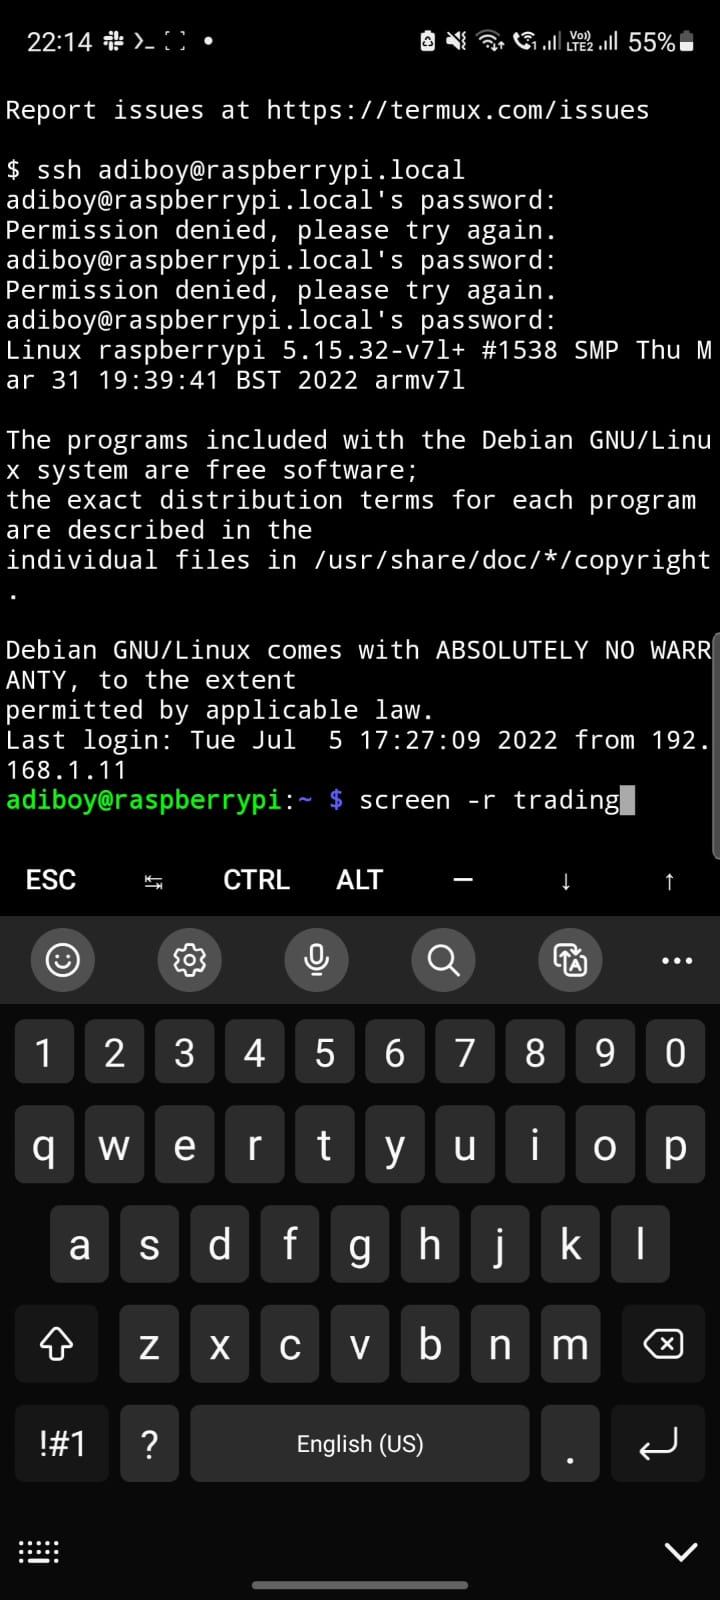 22:14
Vo))
LTE2
55%
Report issues at https://termux.com/issues
$ ssh adiboy@raspberrypi.local
adiboy@raspberrypi.local's password:
Permission denied, please try again.
adiboy@raspberrypi.local's password:
Permission denied, please try again.
adiboy@raspberrypi.local's password:
Linux raspberrypi 5.15.32-v7l+ #1538 SMP Thu M
ar 31 19:39:41 BST 2022 armv7l
The programs included with the Debian GNU/Linu
x system are free software;
the exact distribution terms for each program
are described in the
individual files in /usr/share/doc/*/copyright
.
Debian GNU/Linux comes with ABSOLUTELY NO WARR
ANTY, to the extent
permitted by applicable law.
Last login: Tue Jul  5 17:27:09 2022 from 192.
168.1.11
adiboy@raspberrypi:~ $ screen -r trading
ESC ↹ CTRL ALT — ↓ ↑
1 2 3 4 5 6 7 8 9 0
q w e r t y u i o p
a s d f g h j k l
z x c v b n m
!#1 ? English (US) .